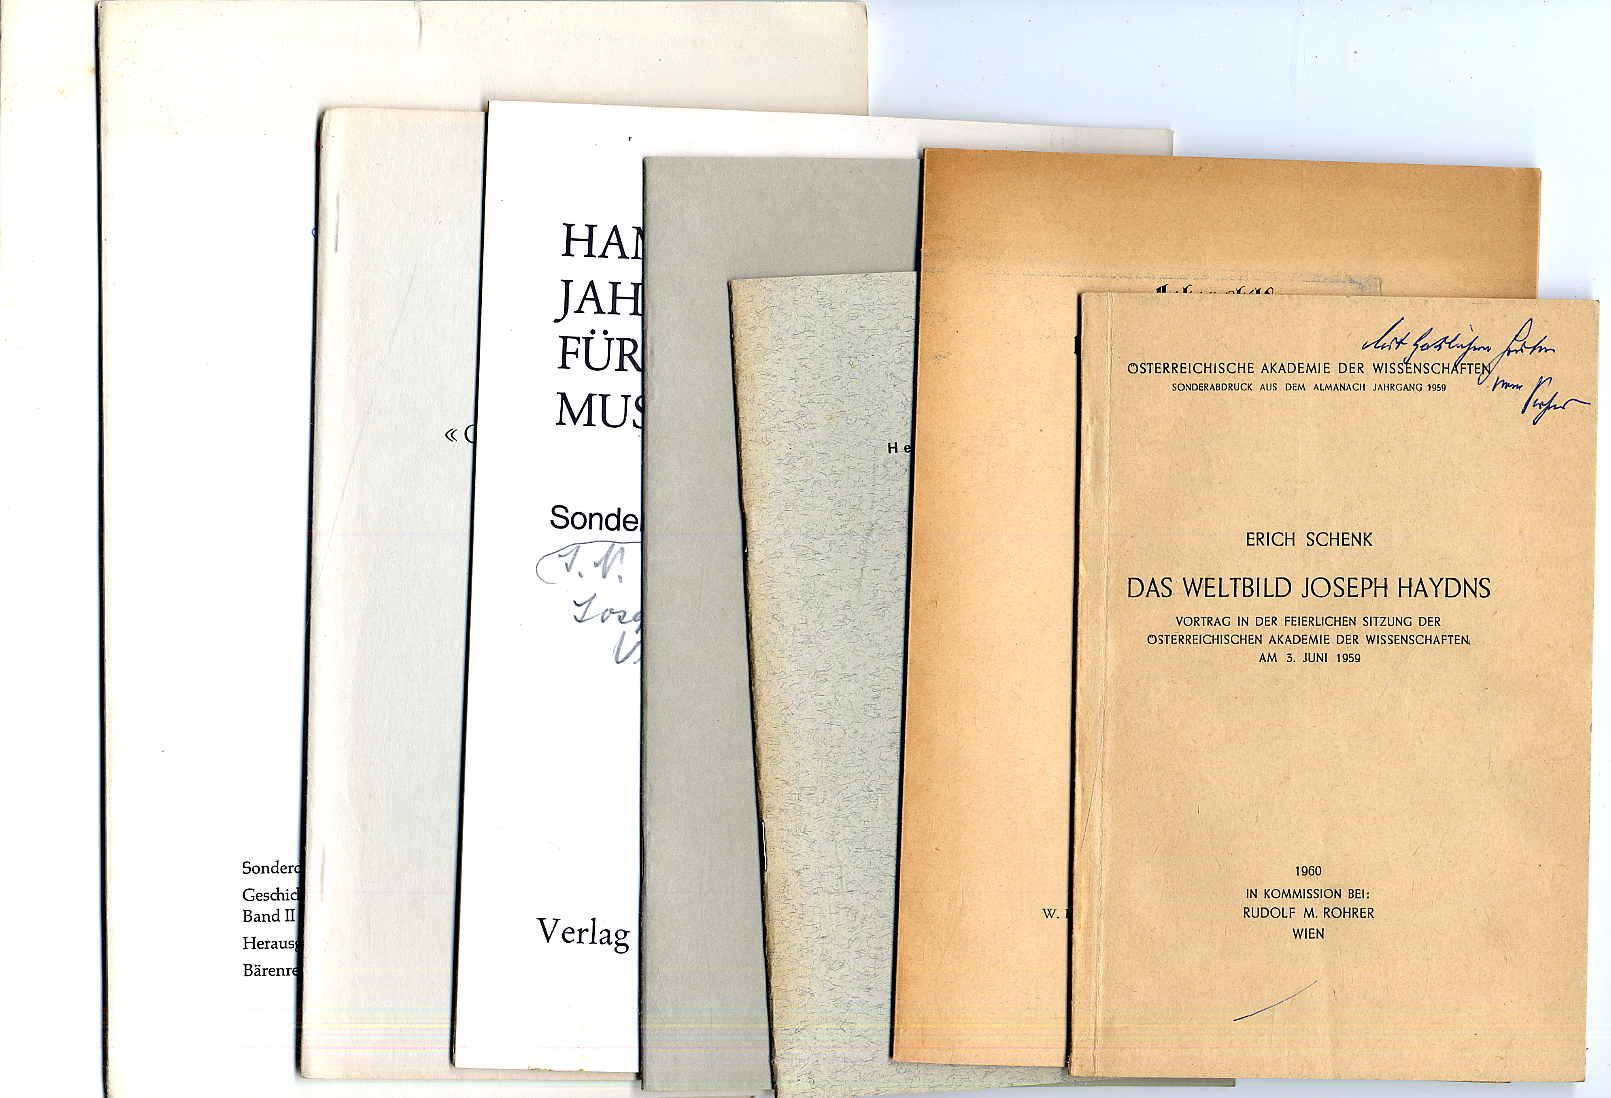 Sonderd
Geschich
Band II
Heraus
Bärenre
« C
HAM
JAH
FÜR
MUS
Sonde
J. N.
Verlag
He
W.
ÖSTERREICHISCHE AKADEMIE DER WISSENSCHAFTEN
SONDERABDRUCK AUS DEM ALMANACH JAHRGANG 1959
ERICH SCHENK
DAS WELTBILD JOSEPH HAYDNS
VORTRAG IN DER FEIERLICHEN SITZUNG DER
ÖSTERREICHISCHEN AKADEMIE DER WISSENSCHAFTEN
AM 3. JUNI 1959
1960
IN KOMMISSION BEI:
RUDOLF M. ROHRER
WIEN